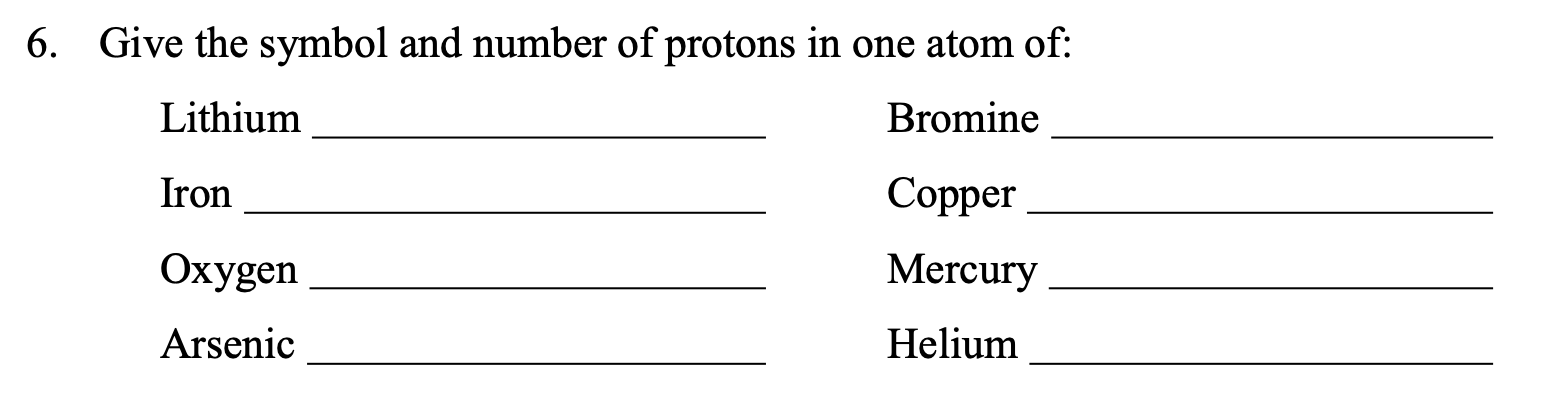 6. Give the symbol and number of protons in one atom of:
Lithium ____________________ Bromine ____________________
Iron ____________________ Copper ____________________
Oxygen ____________________ Mercury ____________________
Arsenic ____________________ Helium ____________________